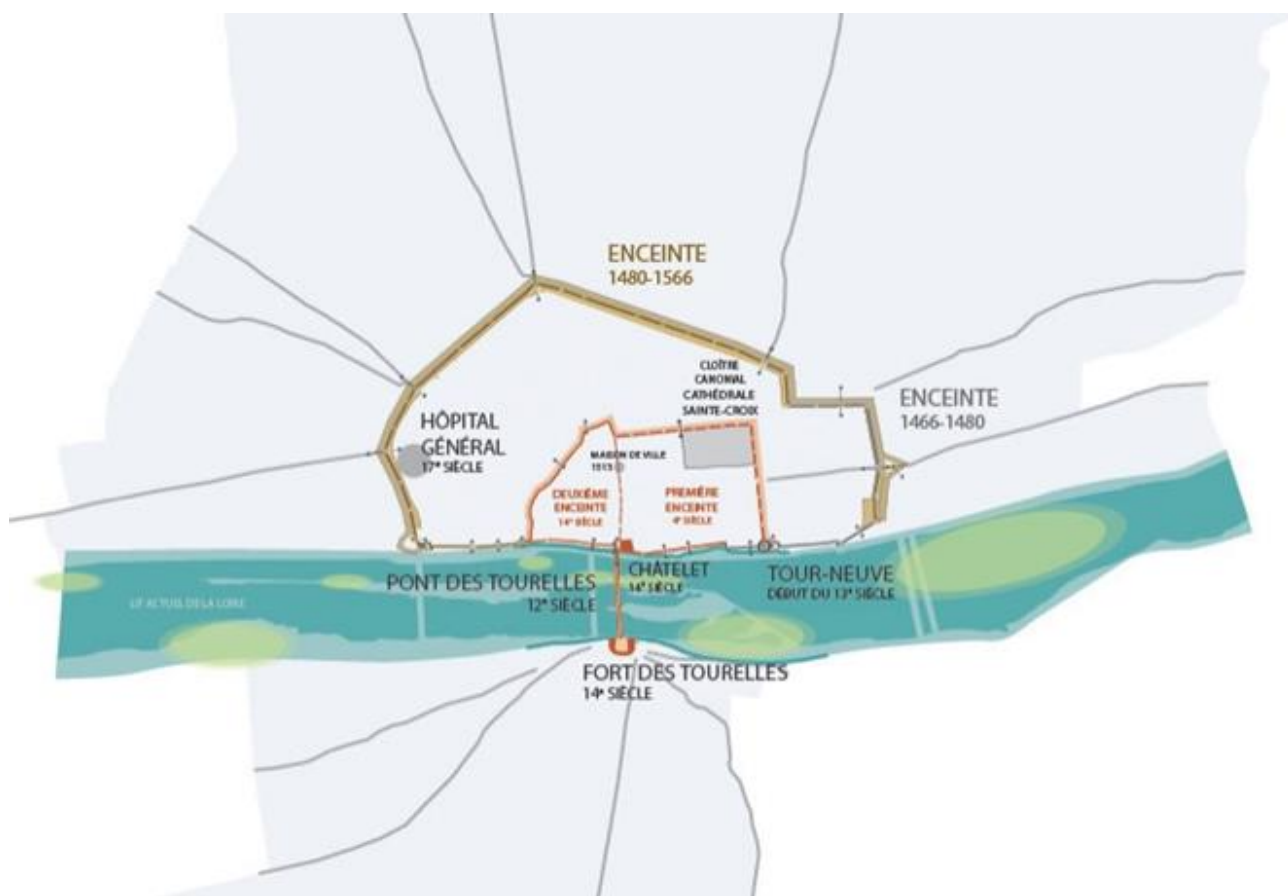 ENCEINTE
1480-1566
CLOÎTRE
CANONIAL
CATHÉDRALE
SAINTE-CROIX
ENCEINTE
1466-1480
HÔPITAL
GÉNÉRAL
17e SIÈCLE
MAISON DE VILLE
1513
DEUXIÈME
ENCEINTE
14e SIÈCLE
PREMIÈRE
ENCEINTE
4e SIÈCLE
PONT DES TOURELLES
12e SIÈCLE
CHÂTELET
14e SIÈCLE
TOUR-NEUVE
DÉBUT DU 13e SIÈCLE
LIT ACTUEL DE LA LOIRE
FORT DES TOURELLES
14e SIÈCLE